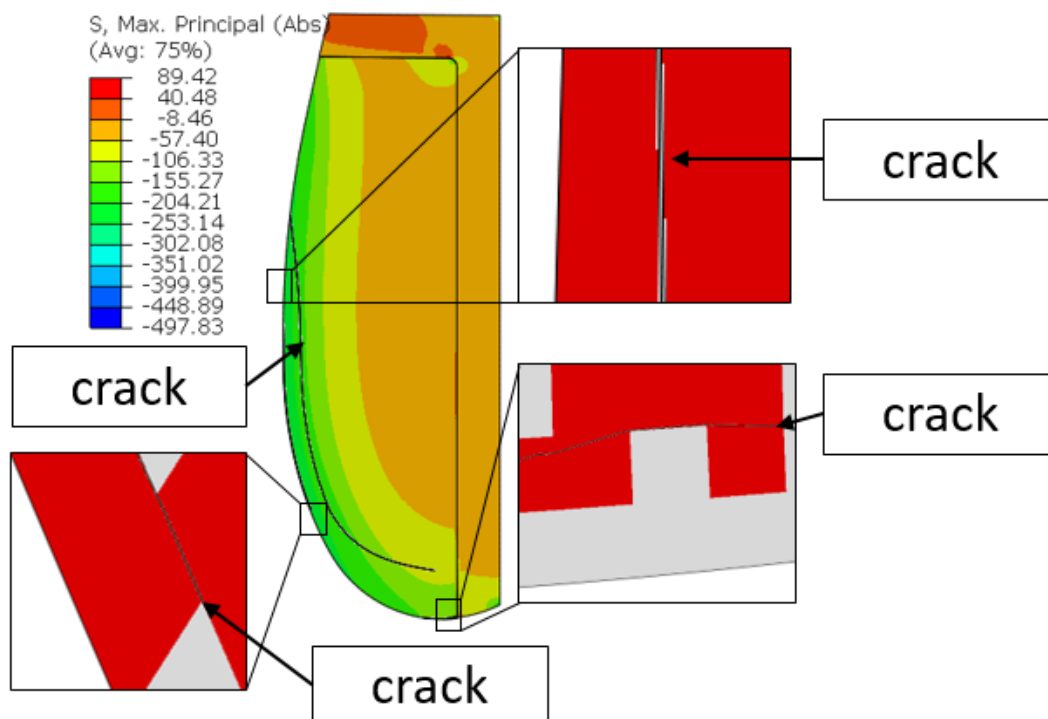 S, Max. Principal (Abs)
(Avg: 75%)
89.42
40.48
-8.46
-57.40
-106.33
-155.27
-204.21
-253.14
-302.08
-351.02
-399.95
-448.89
-497.83
crack
crack
crack
crack